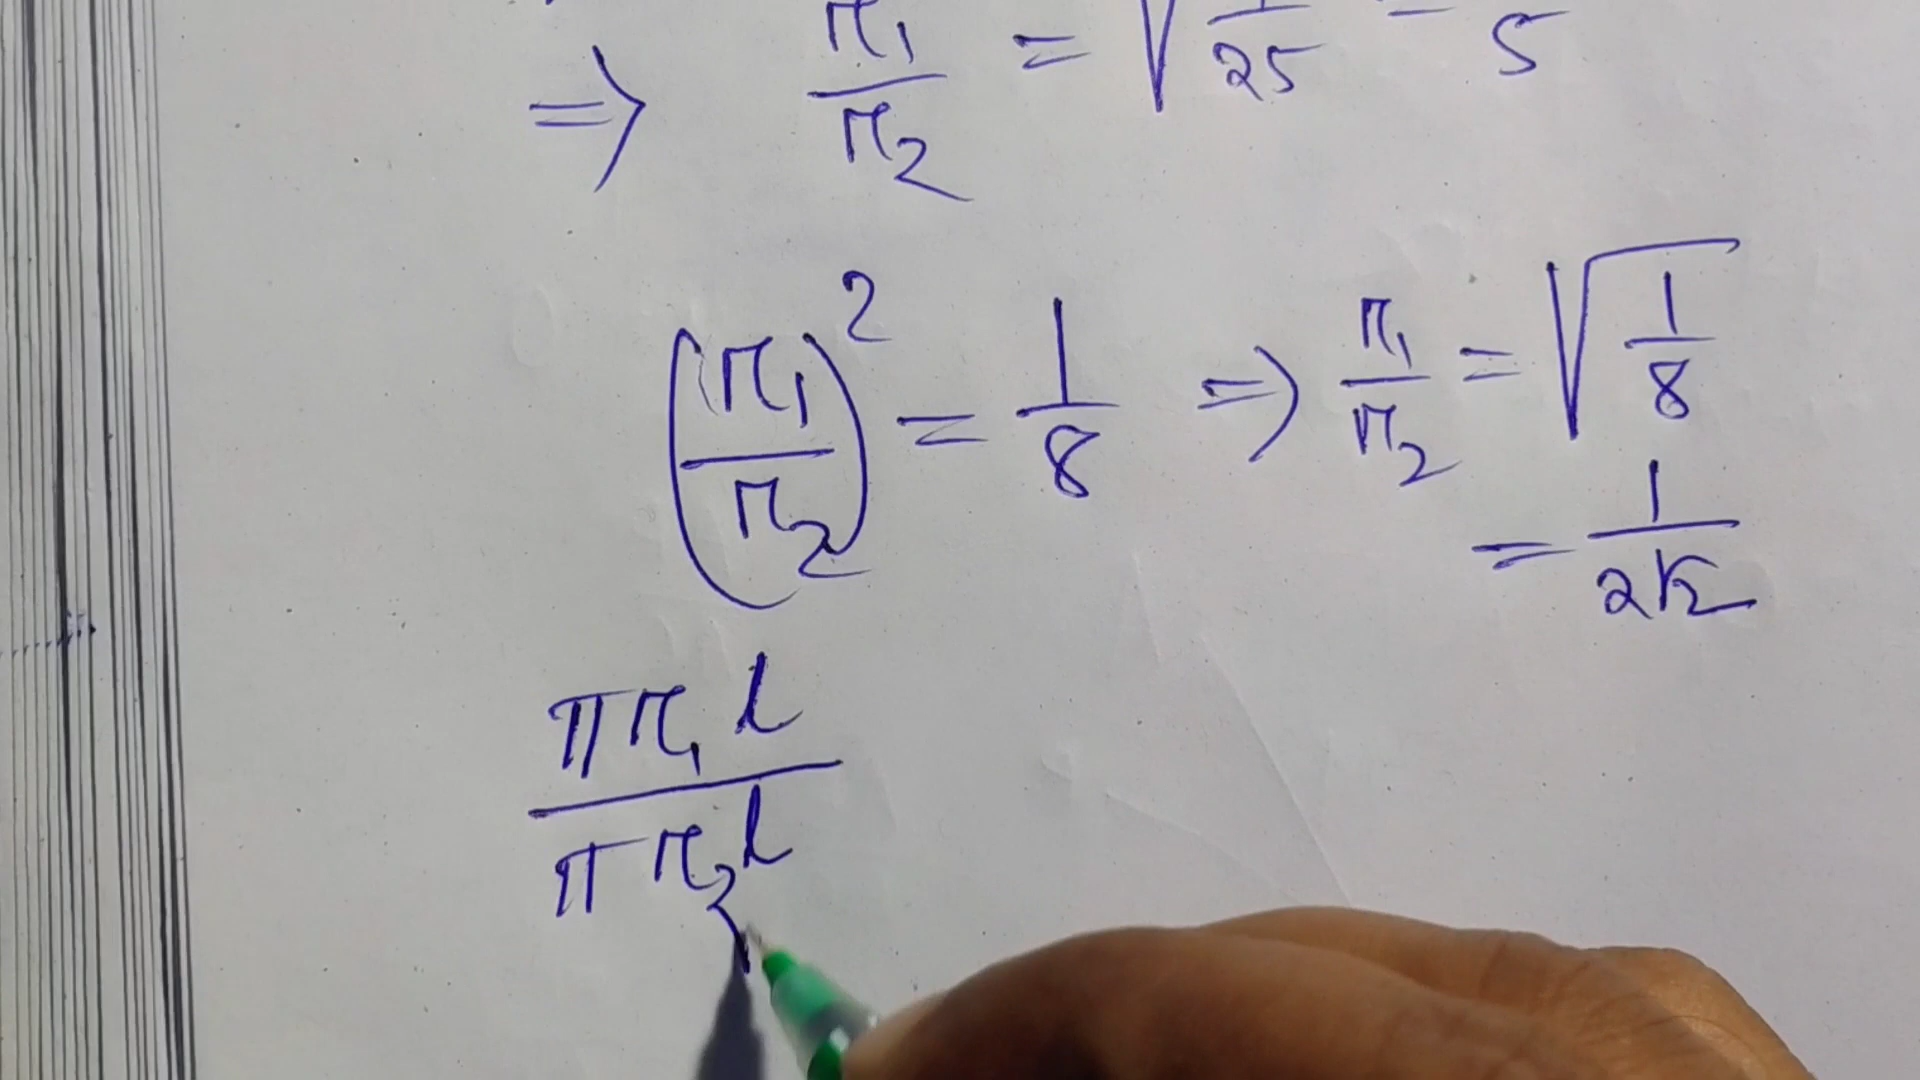 ⇒ r₁/r₂ = √(1/25) = 1/5
(r₁/r₂)² = 1/8 ⇒ r₁/r₂ = √(1/8)
= 1/(2√2)
πr₁l/πr₂l